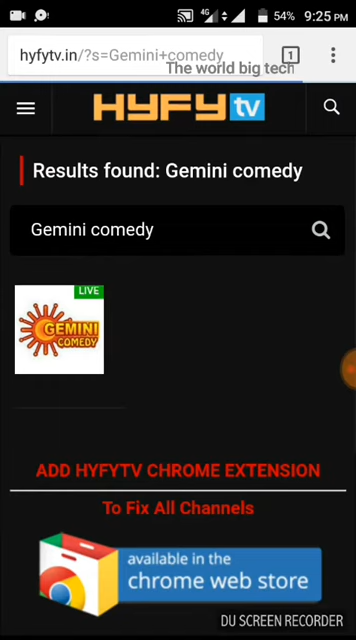 4G 54% 9:25 PM
hyfytv.in/?s=Gemini+comedy 1
The world big tech
HYFY tv
Results found: Gemini comedy
Gemini comedy
LIVE
GEMINI
COMEDY
ADD HYFYTV CHROME EXTENSION
To Fix All Channels
available in the
chrome web store
DU SCREEN RECORDER